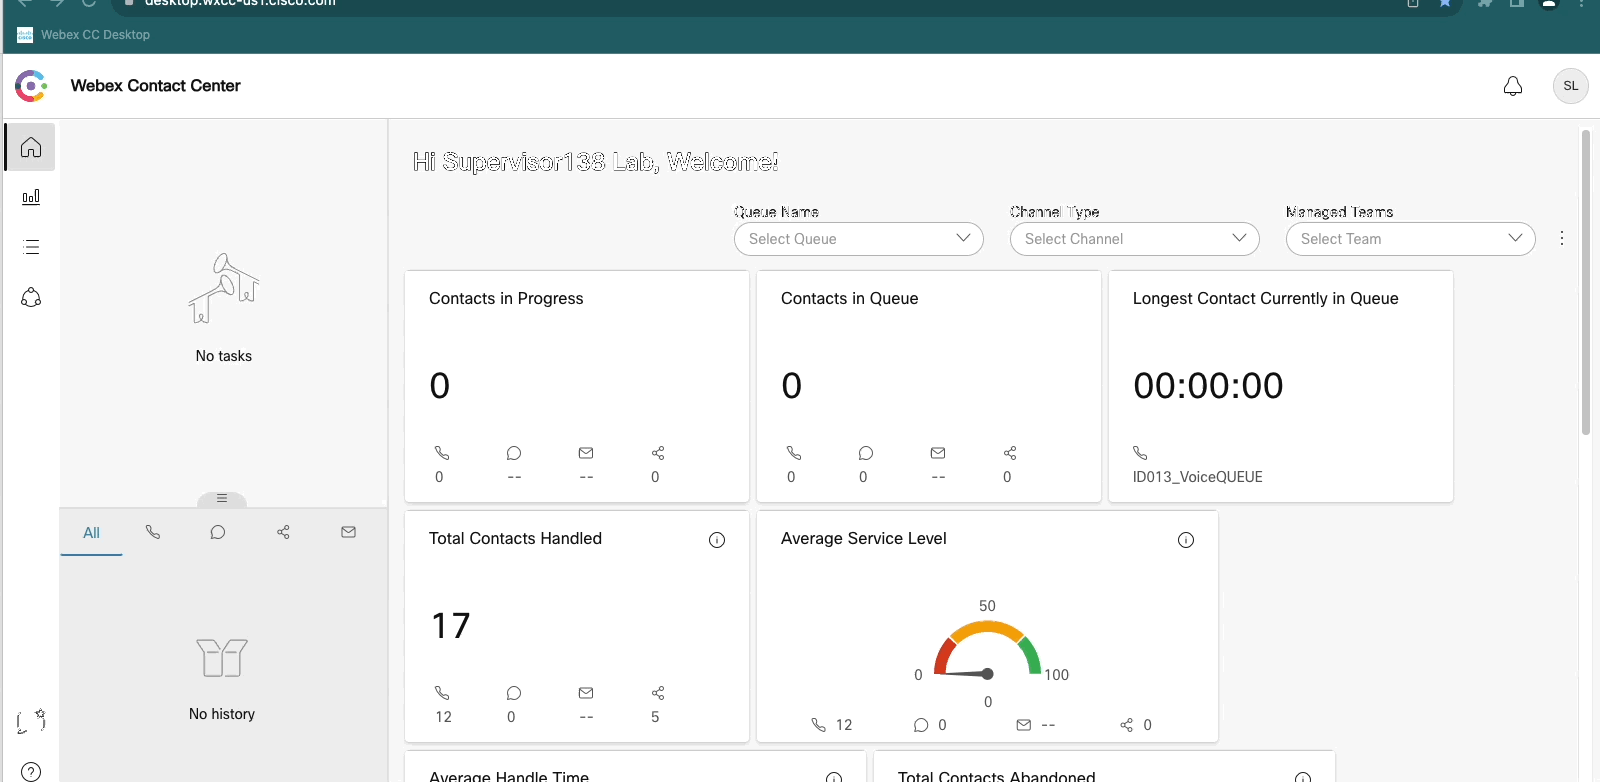 desktop.wxcc-us1.cisco.com
Webex CC Desktop
Webex Contact Center
SL
Hi Supervisor138 Lab, Welcome!
Queue Name Channel Type Managed Teams
Select Queue Select Channel Select Team
No tasks
Contacts in Progress
0
0 -- -- 0
Contacts in Queue
0
0 0 -- 0
Longest Contact Currently in Queue
00:00:00
ID013_VoiceQUEUE
All
No history
Total Contacts Handled
17
12 0 -- 5
Average Service Level
50
0 100
0
12 0 -- 0
Average Handle Time
Total Contacts Abandoned